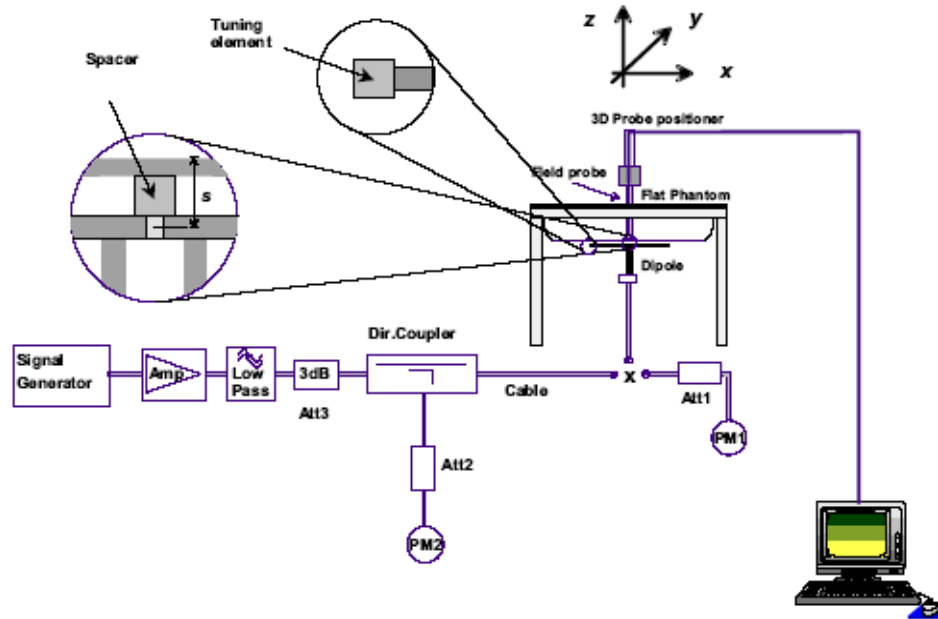 Tuning
element
z
y
x
Spacer
3D Probe positioner
s
Field probe
Flat Phantom
Dipole
Signal
Generator
Amp
Low
Pass
3dB
Att3
Dir.Coupler
Cable
x
Att1
PM1
Att2
PM2